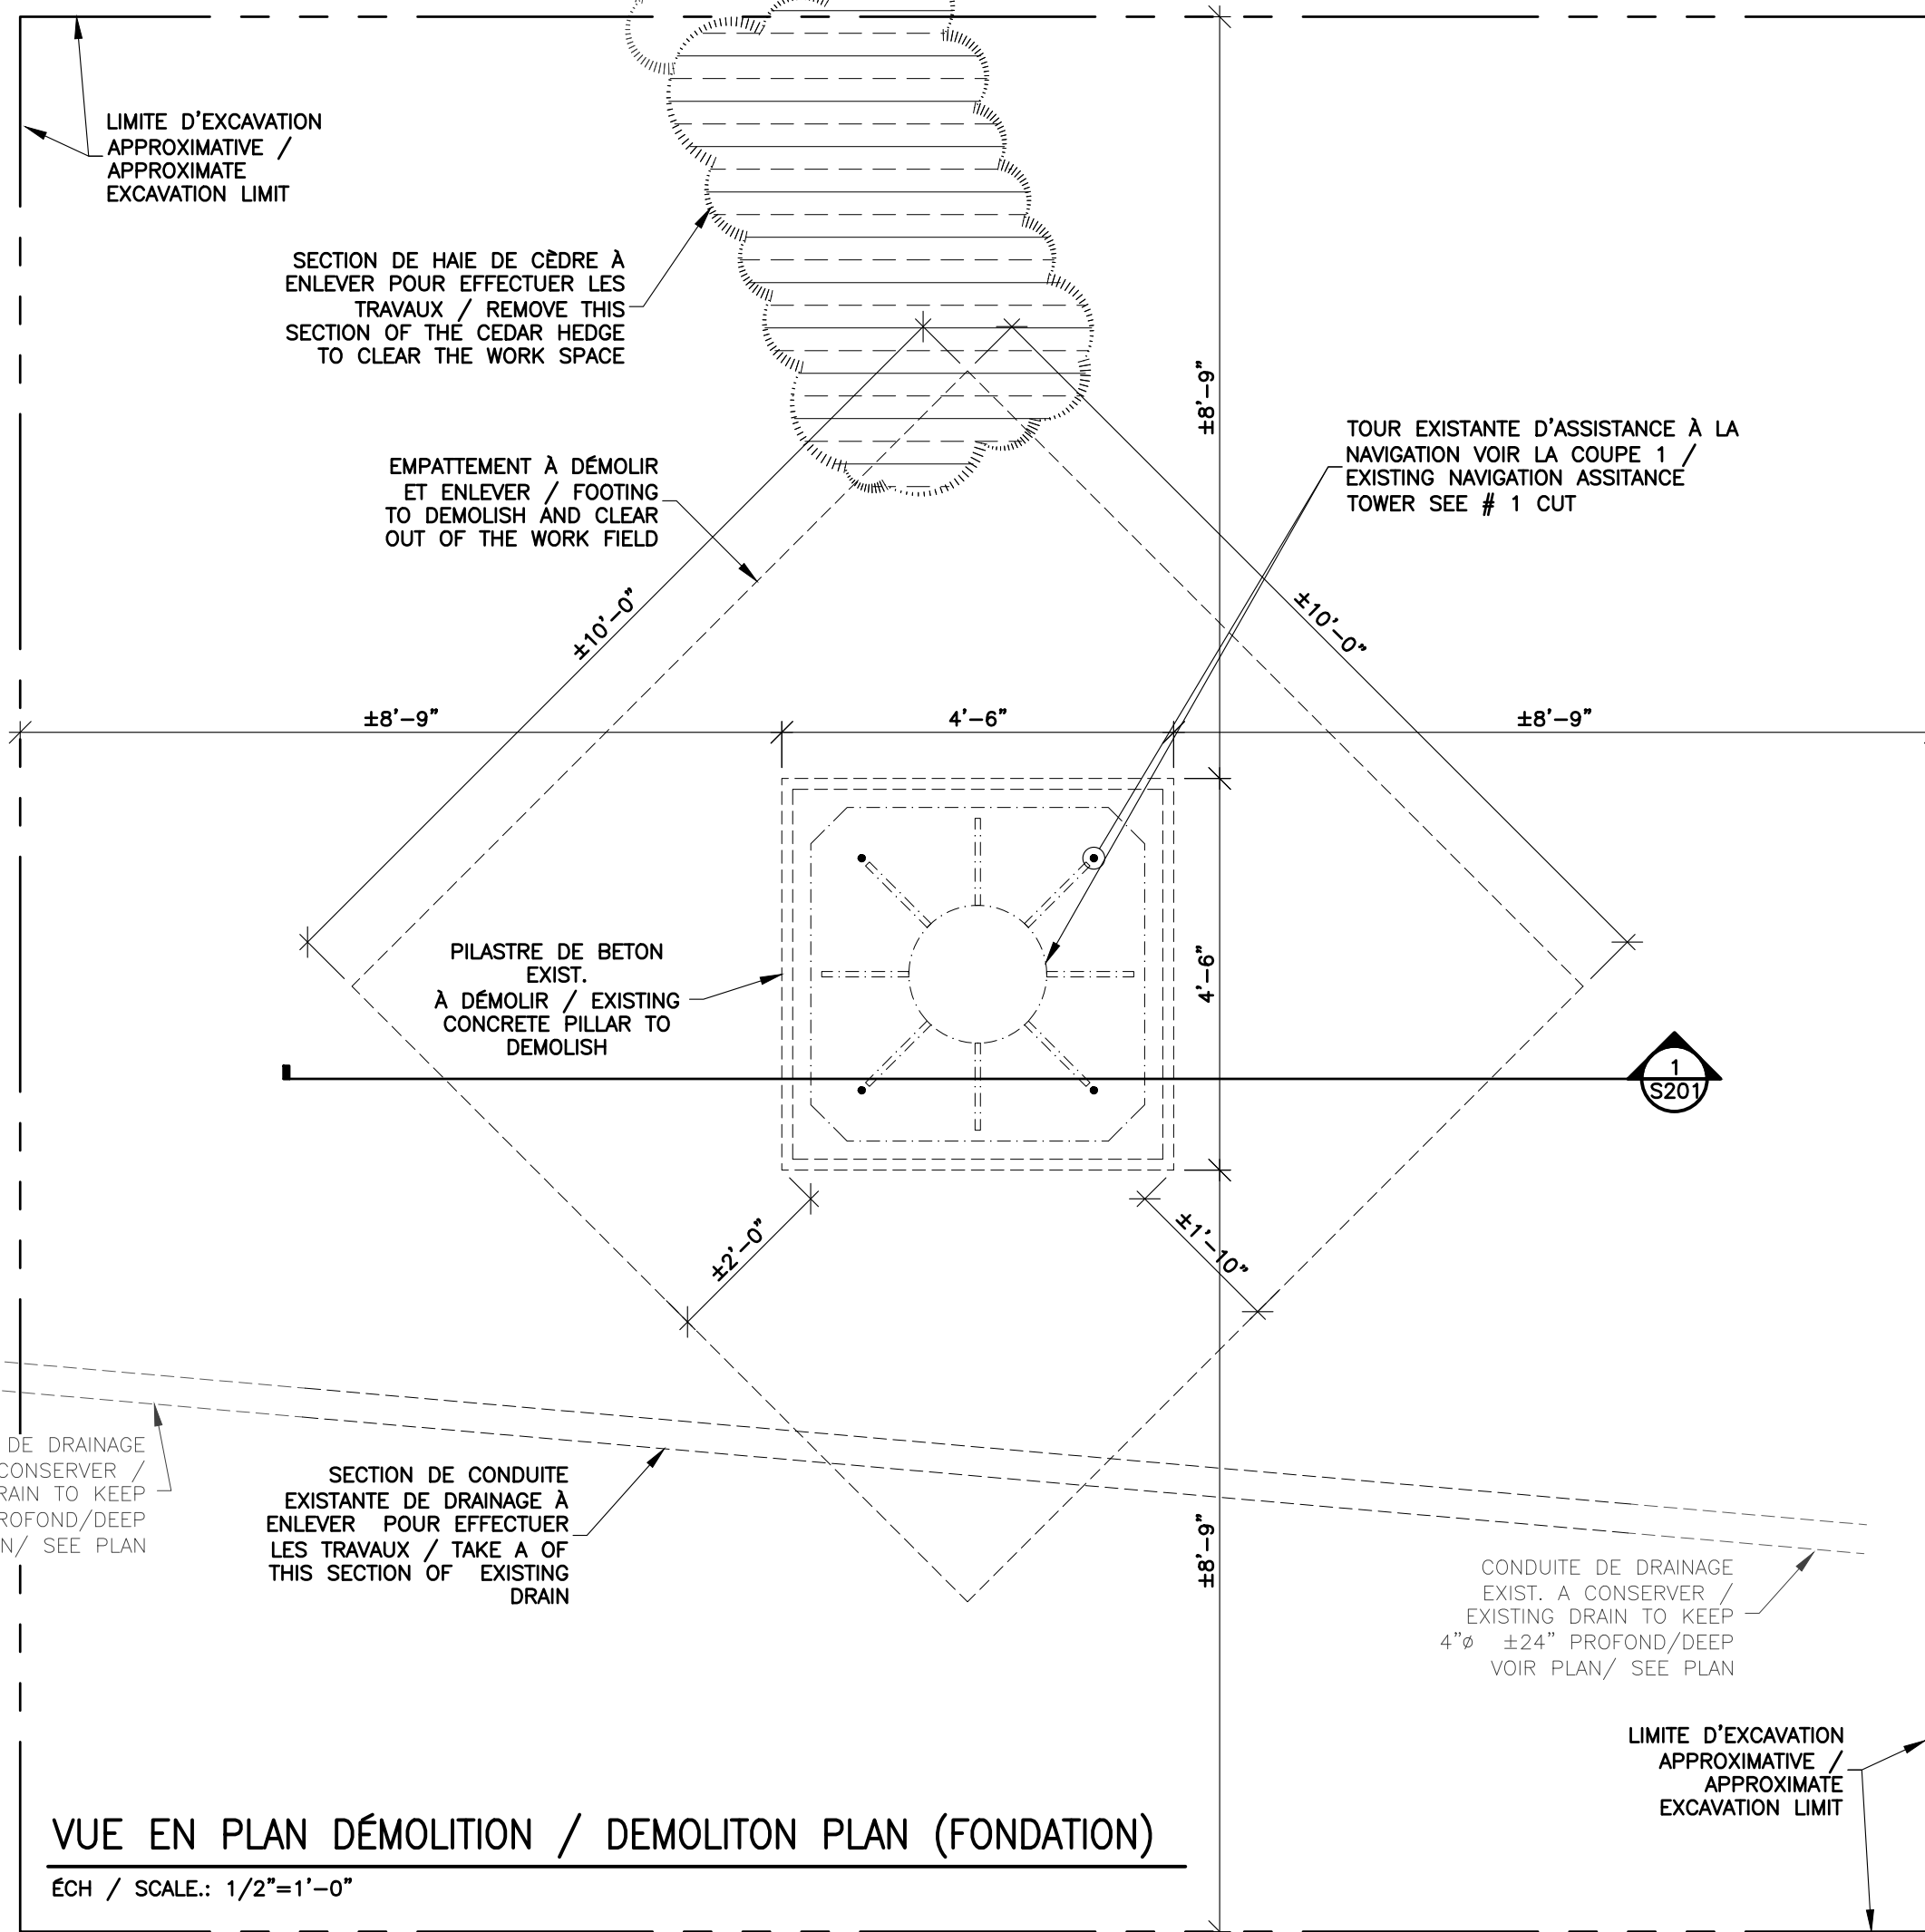 LIMITE D'EXCAVATION
APPROXIMATIVE /
APPROXIMATE
EXCAVATION LIMIT
SECTION DE HAIE DE CÈDRE À
ENLEVER POUR EFFECTUER LES
TRAVAUX / REMOVE THIS
SECTION OF THE CEDAR HEDGE
TO CLEAR THE WORK SPACE
±8'-9"
TOUR EXISTANTE D'ASSISTANCE À LA
NAVIGATION VOIR LA COUPE 1 /
EXISTING NAVIGATION ASSITANCE
TOWER SEE # 1 CUT
EMPATTEMENT À DÉMOLIR
ET ENLEVER / FOOTING
TO DEMOLISH AND CLEAR
OUT OF THE WORK FIELD
±10'-0"
±10'-0"
±8'-9"
4'-6"
±8'-9"
PILASTRE DE BETON
EXIST.
À DÉMOLIR / EXISTING
CONCRETE PILLAR TO
DEMOLISH
4'-6"
1
S201
±2'-0"
±1'-10"
DE DRAINAGE
CONSERVER /
RAIN TO KEEP
ROFOND/DEEP
N/ SEE PLAN
SECTION DE CONDUITE
EXISTANTE DE DRAINAGE À
ENLEVER POUR EFFECTUER
LES TRAVAUX / TAKE A OF
THIS SECTION OF EXISTING
DRAIN
±8'-9"
CONDUITE DE DRAINAGE
EXIST. A CONSERVER /
EXISTING DRAIN TO KEEP
4"ø ±24" PROFOND/DEEP
VOIR PLAN/ SEE PLAN
LIMITE D'EXCAVATION
APPROXIMATIVE /
APPROXIMATE
EXCAVATION LIMIT
VUE EN PLAN DÉMOLITION / DEMOLITON PLAN (FONDATION)
ÉCH / SCALE.: 1/2"=1'-0"